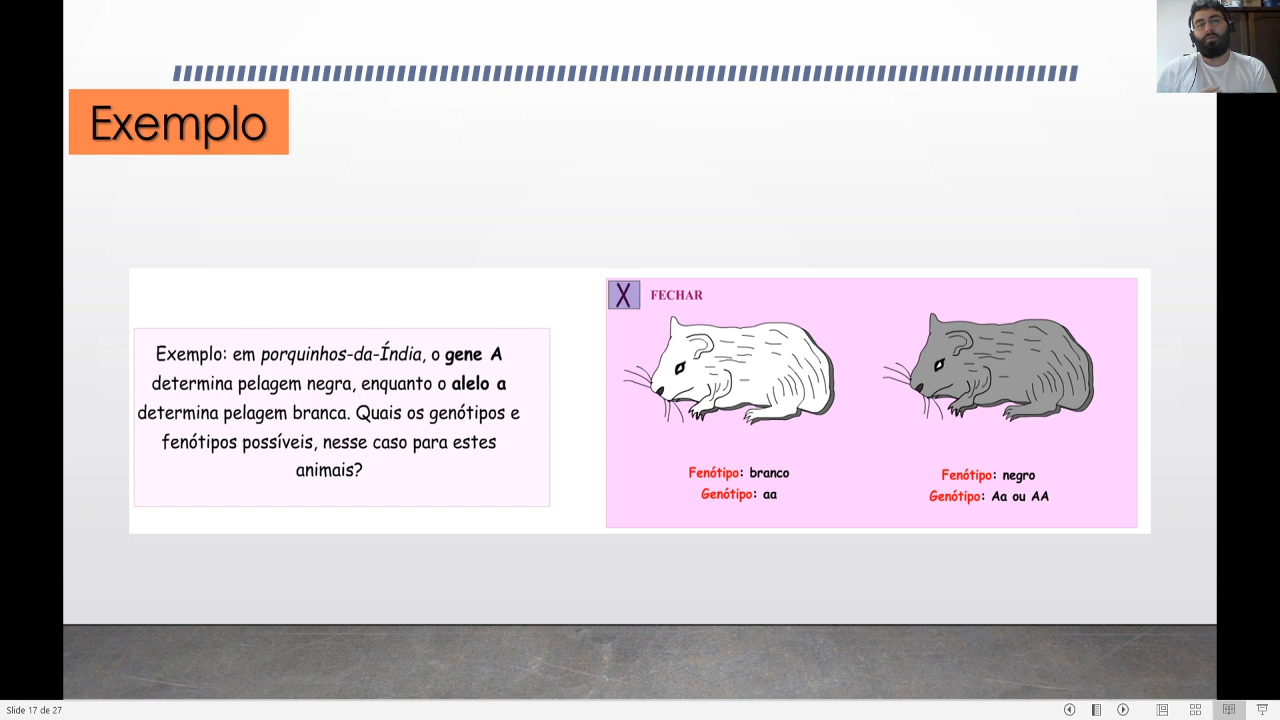 Exemplo
Exemplo: em porquinhos-da-Índia, o gene A
determina pelagem negra, enquanto o alelo a
determina pelagem branca. Quais os genótipos e
fenótipos possíveis, nesse caso para estes
animais?
X FECHAR
Fenótipo: branco
Genótipo: aa
Fenótipo: negro
Genótipo: Aa ou AA
Slide 17 de 27